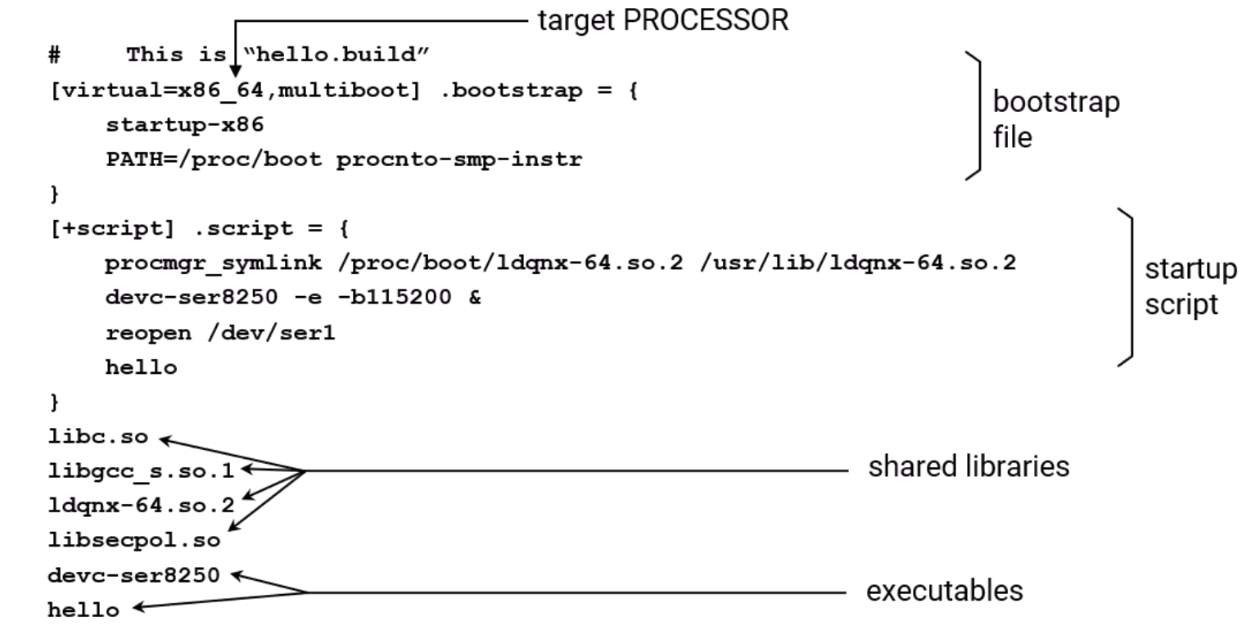 target PROCESSOR
#     This is “hello.build”
[virtual=x86_64,multiboot] .bootstrap = {
    startup-x86
    PATH=/proc/boot procnto-smp-instr
}
bootstrap
file
[+script] .script = {
    procmgr_symlink /proc/boot/ldqnx-64.so.2 /usr/lib/ldqnx-64.so.2
    devc-ser8250 -e -b115200 &
    reopen /dev/ser1
    hello
}
startup
script
libc.so
libgcc_s.so.1
ldqnx-64.so.2
libsecpol.so
shared libraries
devc-ser8250
hello
executables